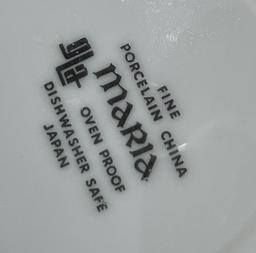 FINE
PORCELAIN CHINA
maria
OVEN PROOF
DISHWASHER SAFE
JAPAN